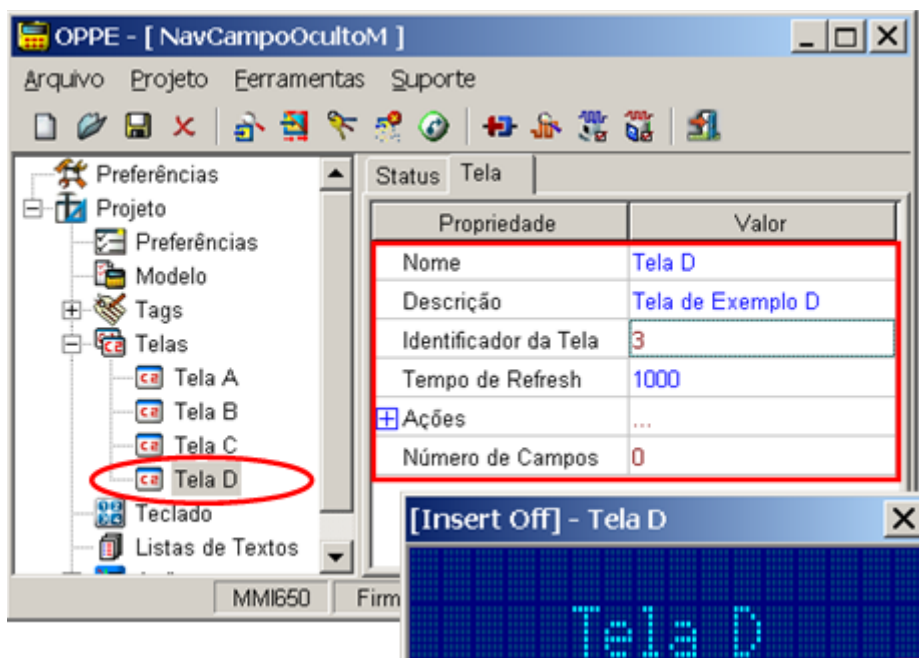 OPPE - [ NavCampoOcultoM ]
Arquivo Projeto Ferramentas Suporte
Preferências
Projeto
Preferências
Modelo
Tags
Telas
Tela A
Tela B
Tela C
Tela D
Teclado
Listas de Textos
Status Tela
Propriedade Valor
Nome Tela D
Descrição Tela de Exemplo D
Identificador da Tela 3
Tempo de Refresh 1000
Ações ...
Número de Campos 0
MMI650 Firm
[Insert Off] - Tela D
Tela D